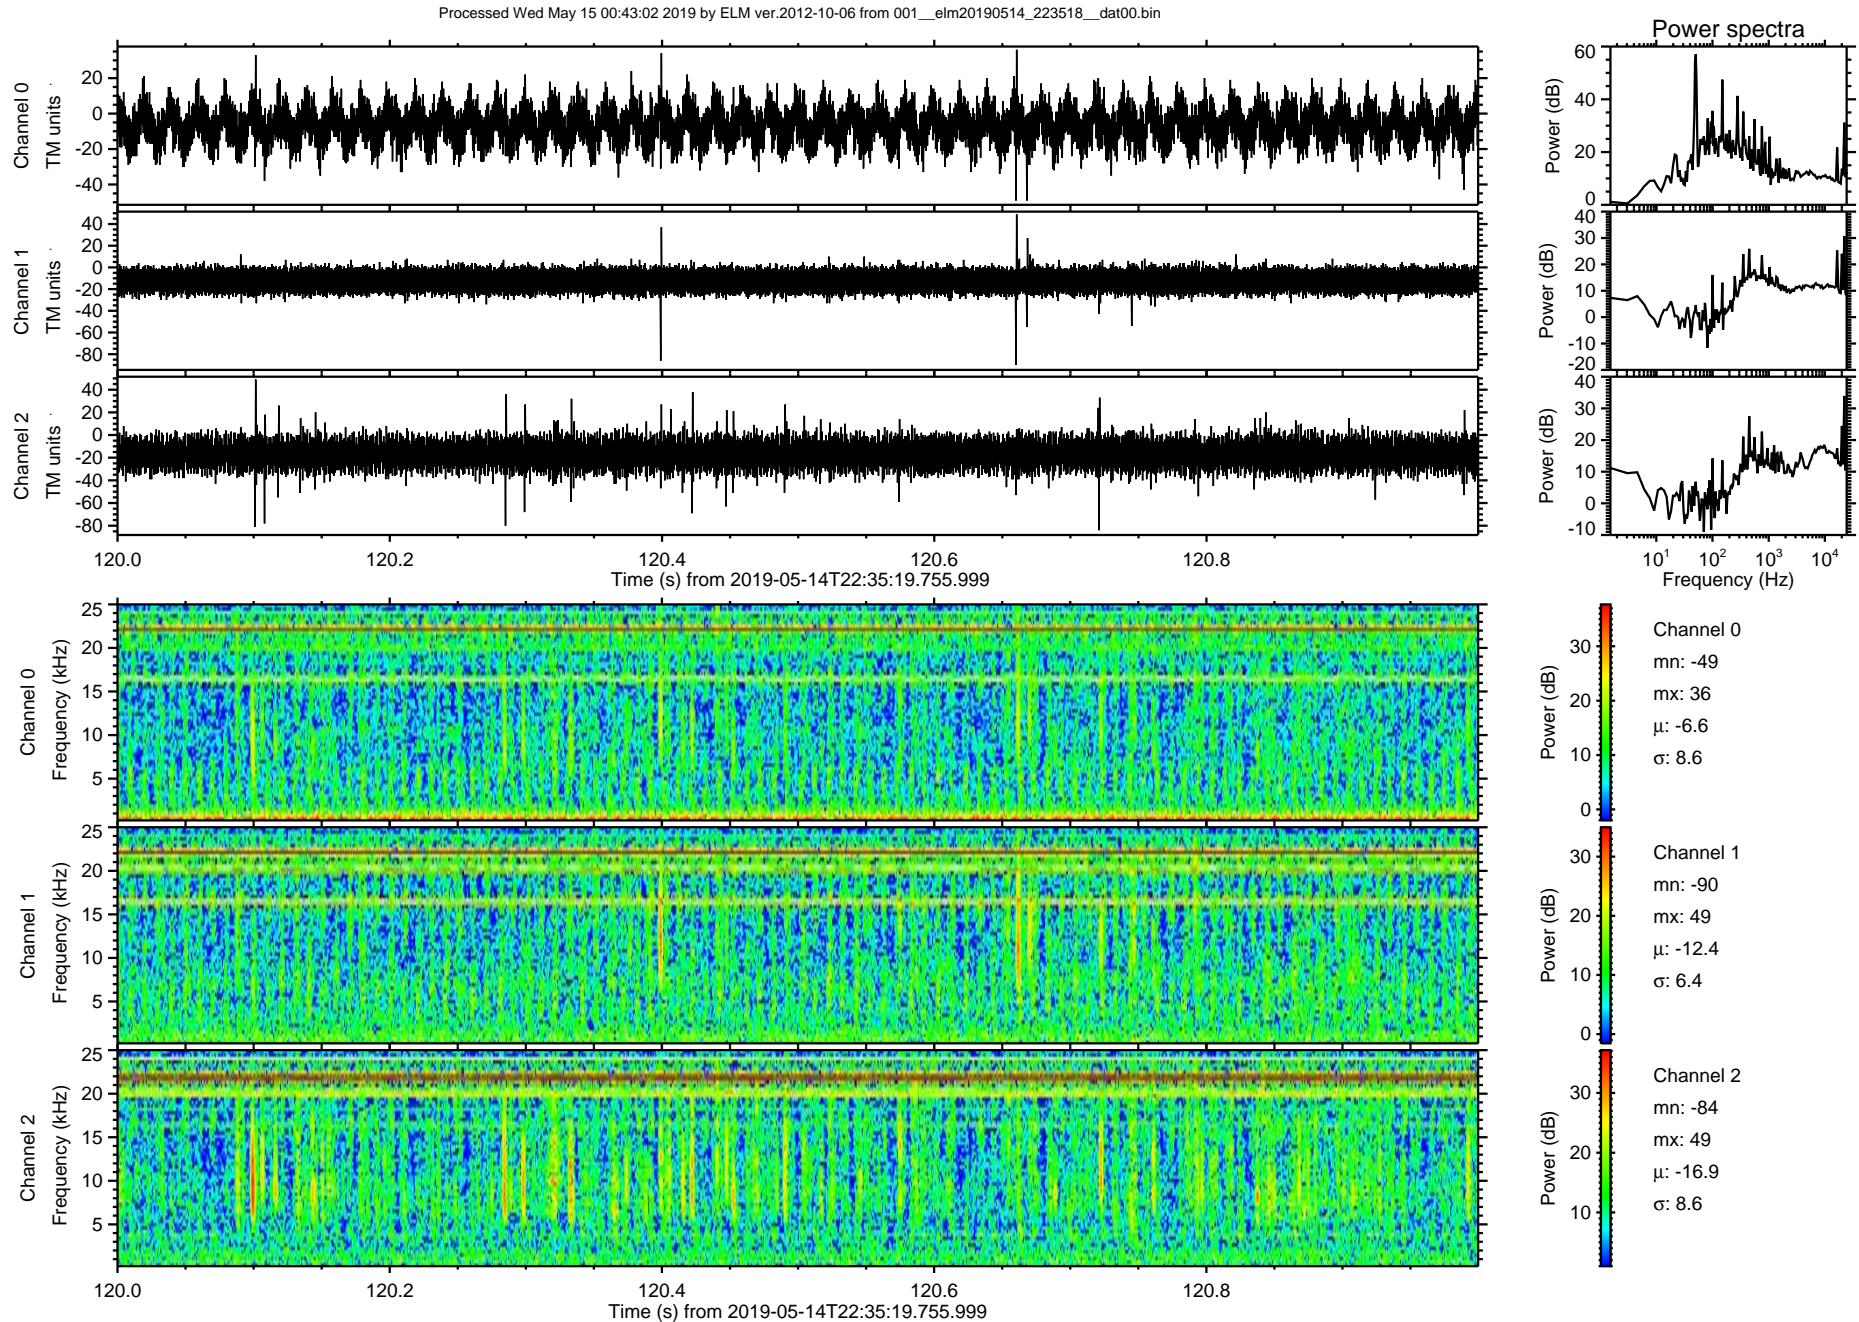 Processed Wed May 15 00:43:02 2019 by ELM ver.2012-10-06 from 001__elm20190514_223518__dat00.bin
Power spectra
Channel 0
TM units
20
0
-20
-40
Power (dB)
60
40
20
0
Channel 1
TM units
40
20
0
-20
-40
-60
-80
Power (dB)
40
30
20
10
0
-10
-20
Channel 2
TM units
40
20
0
-20
-40
-60
-80
Power (dB)
40
30
20
10
0
-10
120.0 120.2 120.4 120.6 120.8
Time (s) from 2019-05-14T22:35:19.755.999
10¹ 10² 10³ 10⁴
Frequency (Hz)
Channel 0
Frequency (kHz)
25
20
15
10
5
Power (dB)
30
20
10
0
Channel 0
mn: -49
mx: 36
μ: -6.6
σ: 8.6
Channel 1
Frequency (kHz)
25
20
15
10
5
Power (dB)
30
20
10
0
Channel 1
mn: -90
mx: 49
μ: -12.4
σ: 6.4
Channel 2
Frequency (kHz)
25
20
15
10
5
Power (dB)
30
20
10
Channel 2
mn: -84
mx: 49
μ: -16.9
σ: 8.6
120.0 120.2 120.4 120.6 120.8
Time (s) from 2019-05-14T22:35:19.755.999